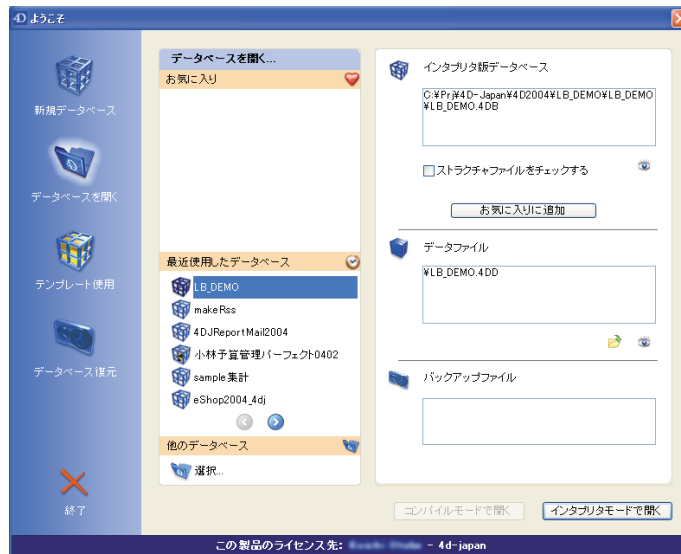 4D ようこそ
新規データベース
データベースを開く
テンプレート使用
データベース復元
終了
データベースを開く...
お気に入り
最近使用したデータベース
LB_DEMO
makeRss
4DJReportMail2004
小林予算管理パーフェクト0402
sample集計
eShop2004_4dj
他のデータベース
選択...
インタプリタ版データベース
C:¥Prj¥4D-Japan¥4D2004¥LB_DEMO¥LB_DEMO
¥LB_DEMO.4DB
ストラクチャファイルをチェックする
お気に入りに追加
データファイル
¥LB_DEMO.4DD
バックアップファイル
コンパイルモードで開く
インタプリタモードで開く
この製品のライセンス先: - 4d-japan